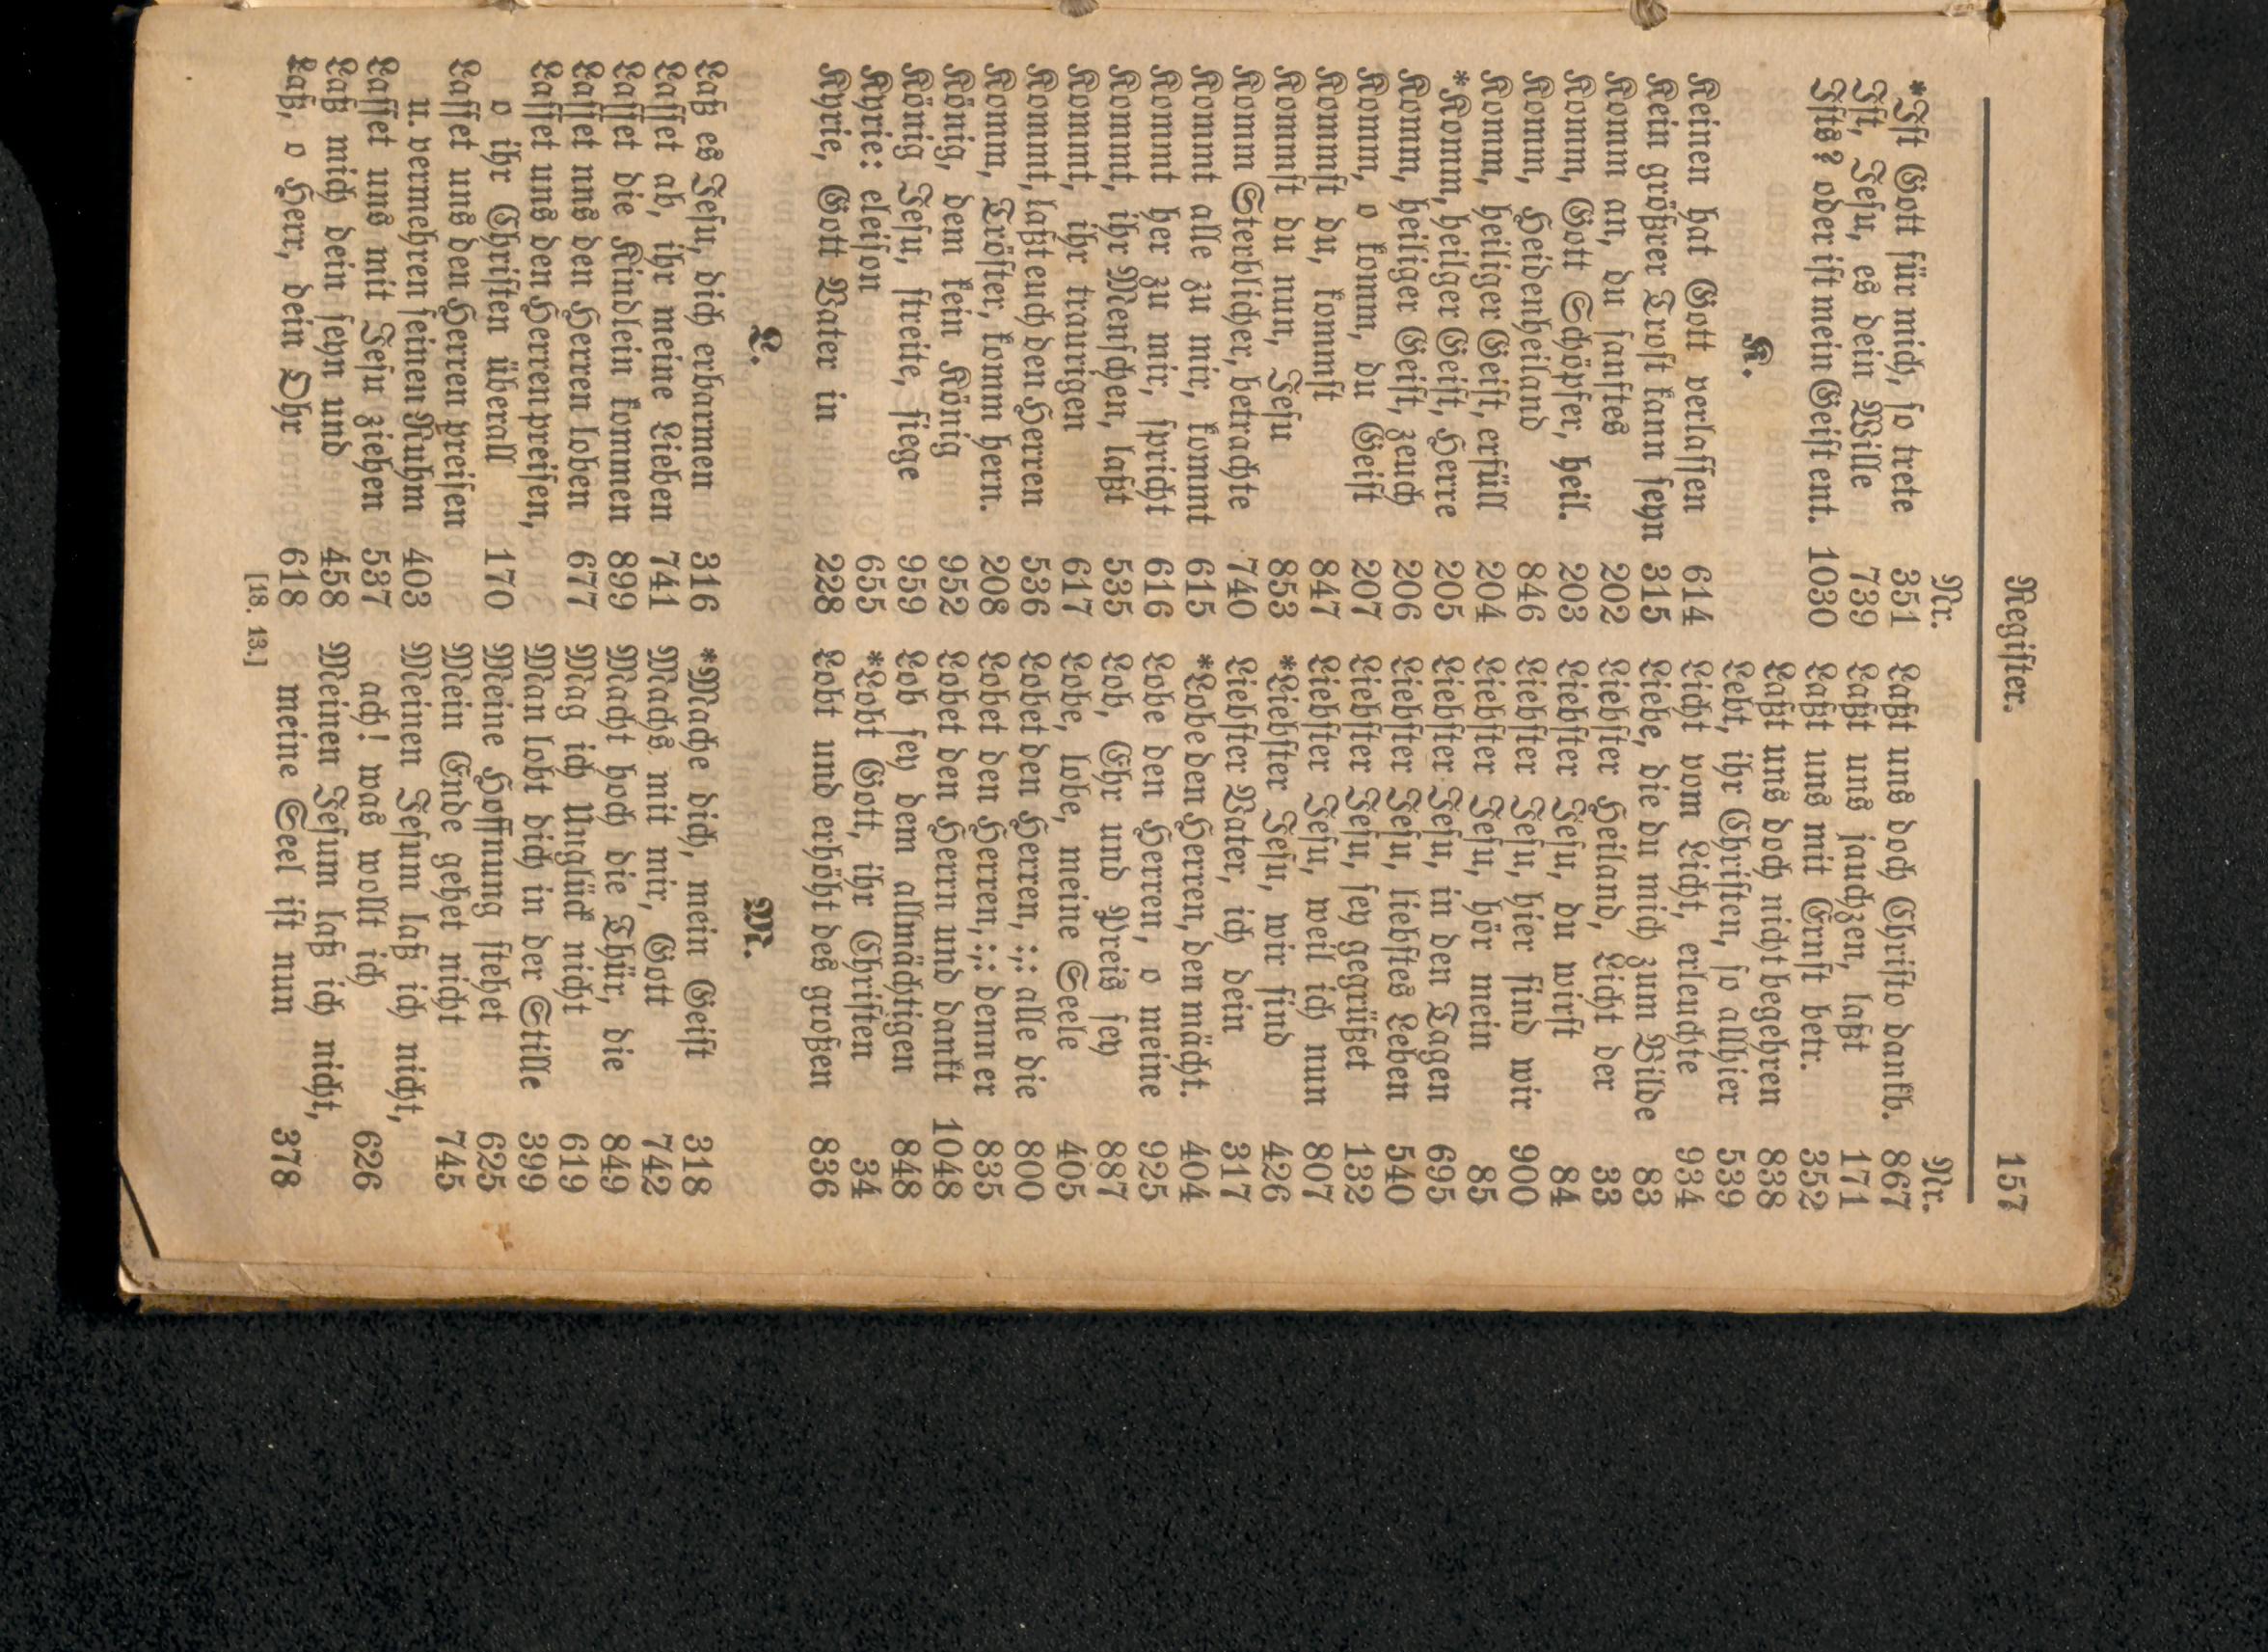 Register. 157
Nr.
*Ist Gott für mich, so trete 351
Ist, Jesu, es dein Wille 739
Ists? oder ist mein Geist ent. 1030
K.
Keinen hat Gott verlassen 614
Kein größrer Trost kann seyn 315
Komm an, du sanftes 202
Komm, Gott Schöpfer, heil. 203
Komm, Heidenheiland 846
Komm, heiliger Geist, erfüll 204
*Komm, heilger Geist, Herre 205
Komm, heiliger Geist, zeuch 206
Komm, o komm, du Geist 207
Kommst du, kommst 847
Kommst du nun, Jesu 853
Komm Sterblicher, betrachte 740
Kommt alle zu mir, kommt 615
Kommt her zu mir, spricht 616
Kommt, ihr Menschen, laßt 535
Kommt, ihr traurigen 617
Kommt, laßt euch den Herren 536
Komm, Tröster, komm hern. 208
König, dem kein König 952
König Jesu, streite, siege 959
Kyrie: eleison 655
Kyrie, Gott Vater in 228
L.
Laß es Jesu, dich erbarmen 316
Lasset ab, ihr meine Lieben 741
Lasset die Kindlein kommen 899
Lasset uns den Herren loben 677
Lasset uns den Herren preisen,
o ihr Christen überall 170
Lasset uns den Herren preisen
u. vermehren seinen Ruhm 403
Lasset uns mit Jesu ziehen 537
Laß mich dein seyn und 458
Laß, o Herr, dein Ohr 618
Nr.
Laßt uns doch Christo dankb. 867
Laßt uns jauchzen, laßt 171
Laßt uns mit Ernst betr. 352
Laßt uns doch nicht begehren 838
Lebt, ihr Christen, so allhier 539
Licht vom Licht, erleuchte 934
Liebe, die du mich zum Bilde 83
Liebster Heiland, Licht der 33
Liebster Jesu, du wirst 84
Liebster Jesu, hier sind wir 900
Liebster Jesu, hör mein 85
Liebster Jesu, in den Tagen 695
Liebster Jesu, liebstes Leben 540
Liebster Jesu, sey gegrüßet 132
Liebster Jesu, weil ich nun 807
*Liebster Jesu, wir sind 426
Liebster Vater, ich dein 317
*Lobe den Herren, den mächt. 404
Lobe den Herren, o meine 925
Lob, Ehr und Preis sey 887
Lobe, lobe, meine Seele 405
Lobet den Herren, :,: alle die 800
Lobet den Herren, :,: denn er 835
Lobet den Herrn und dankt 1048
Lob sey dem allmächtigen 848
*Lobt Gott, ihr Christen 34
Lobt und erhöht des großen 836
M.
*Mache dich, mein Geist 318
Machs mit mir, Gott 742
Macht hoch die Thür, die 849
Mag ich Unglück nicht 619
Man lobt dich in der Stille 399
Meine Hoffnung stehet 625
Mein Ende gehet nicht 745
Meinen Jesum laß ich nicht,
ach! was wollt ich 626
Meinen Jesum laß ich nicht,
meine Seel ist nun 378
[18. 13.]